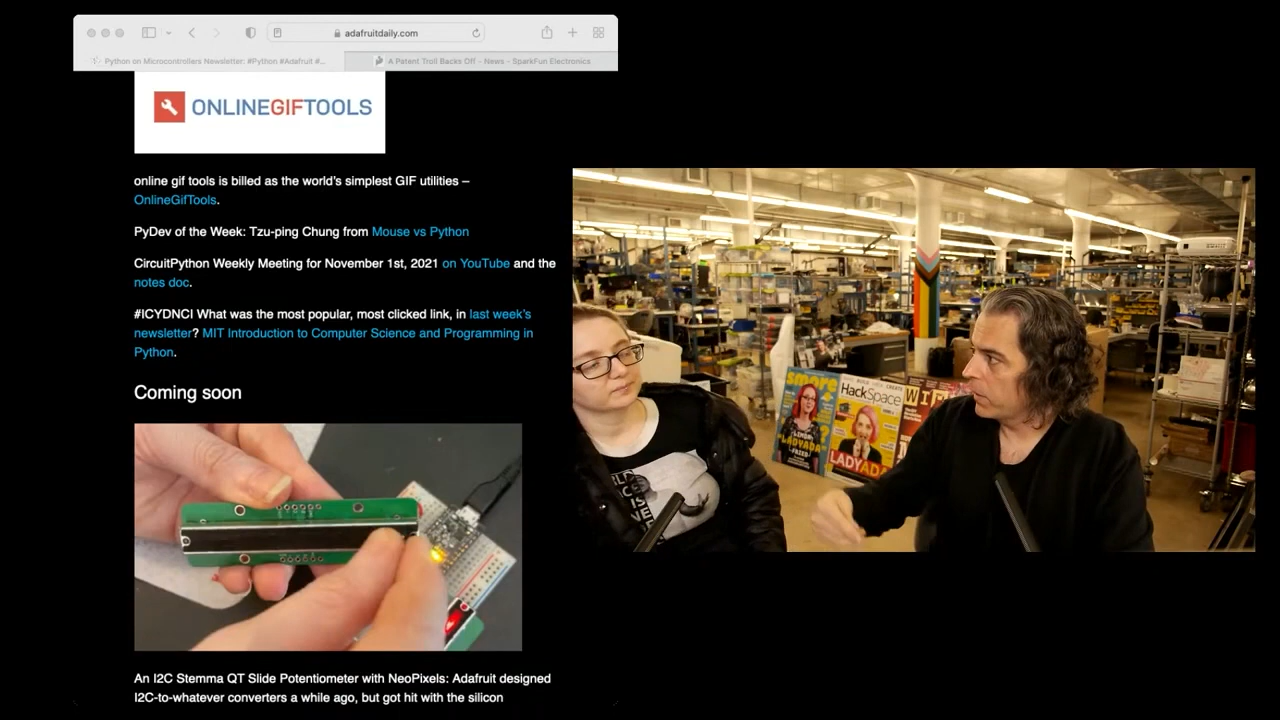 adafruitdaily.com
Python on Microcontrollers Newsletter: #Python #Adafruit #...
A Patent Troll Backs Off - News - SparkFun Electronics
ONLINEGIFTOOLS
online gif tools is billed as the world's simplest GIF utilities –
OnlineGifTools.
PyDev of the Week: Tzu-ping Chung from Mouse vs Python
CircuitPython Weekly Meeting for November 1st, 2021 on YouTube and the
notes doc.
#ICYDNCI What was the most popular, most clicked link, in last week's
newsletter? MIT Introduction to Computer Science and Programming in
Python.
Coming soon
An I2C Stemma QT Slide Potentiometer with NeoPixels: Adafruit designed
I2C-to-whatever converters a while ago, but got hit with the silicon
smore
LIMOR
LADYADA
FRIED
HackSpace
LADYADA
WI